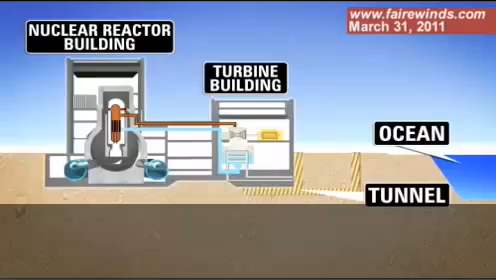 www.fairewinds.com
March 31, 2011
NUCLEAR REACTOR
BUILDING
TURBINE
BUILDING
OCEAN
TUNNEL